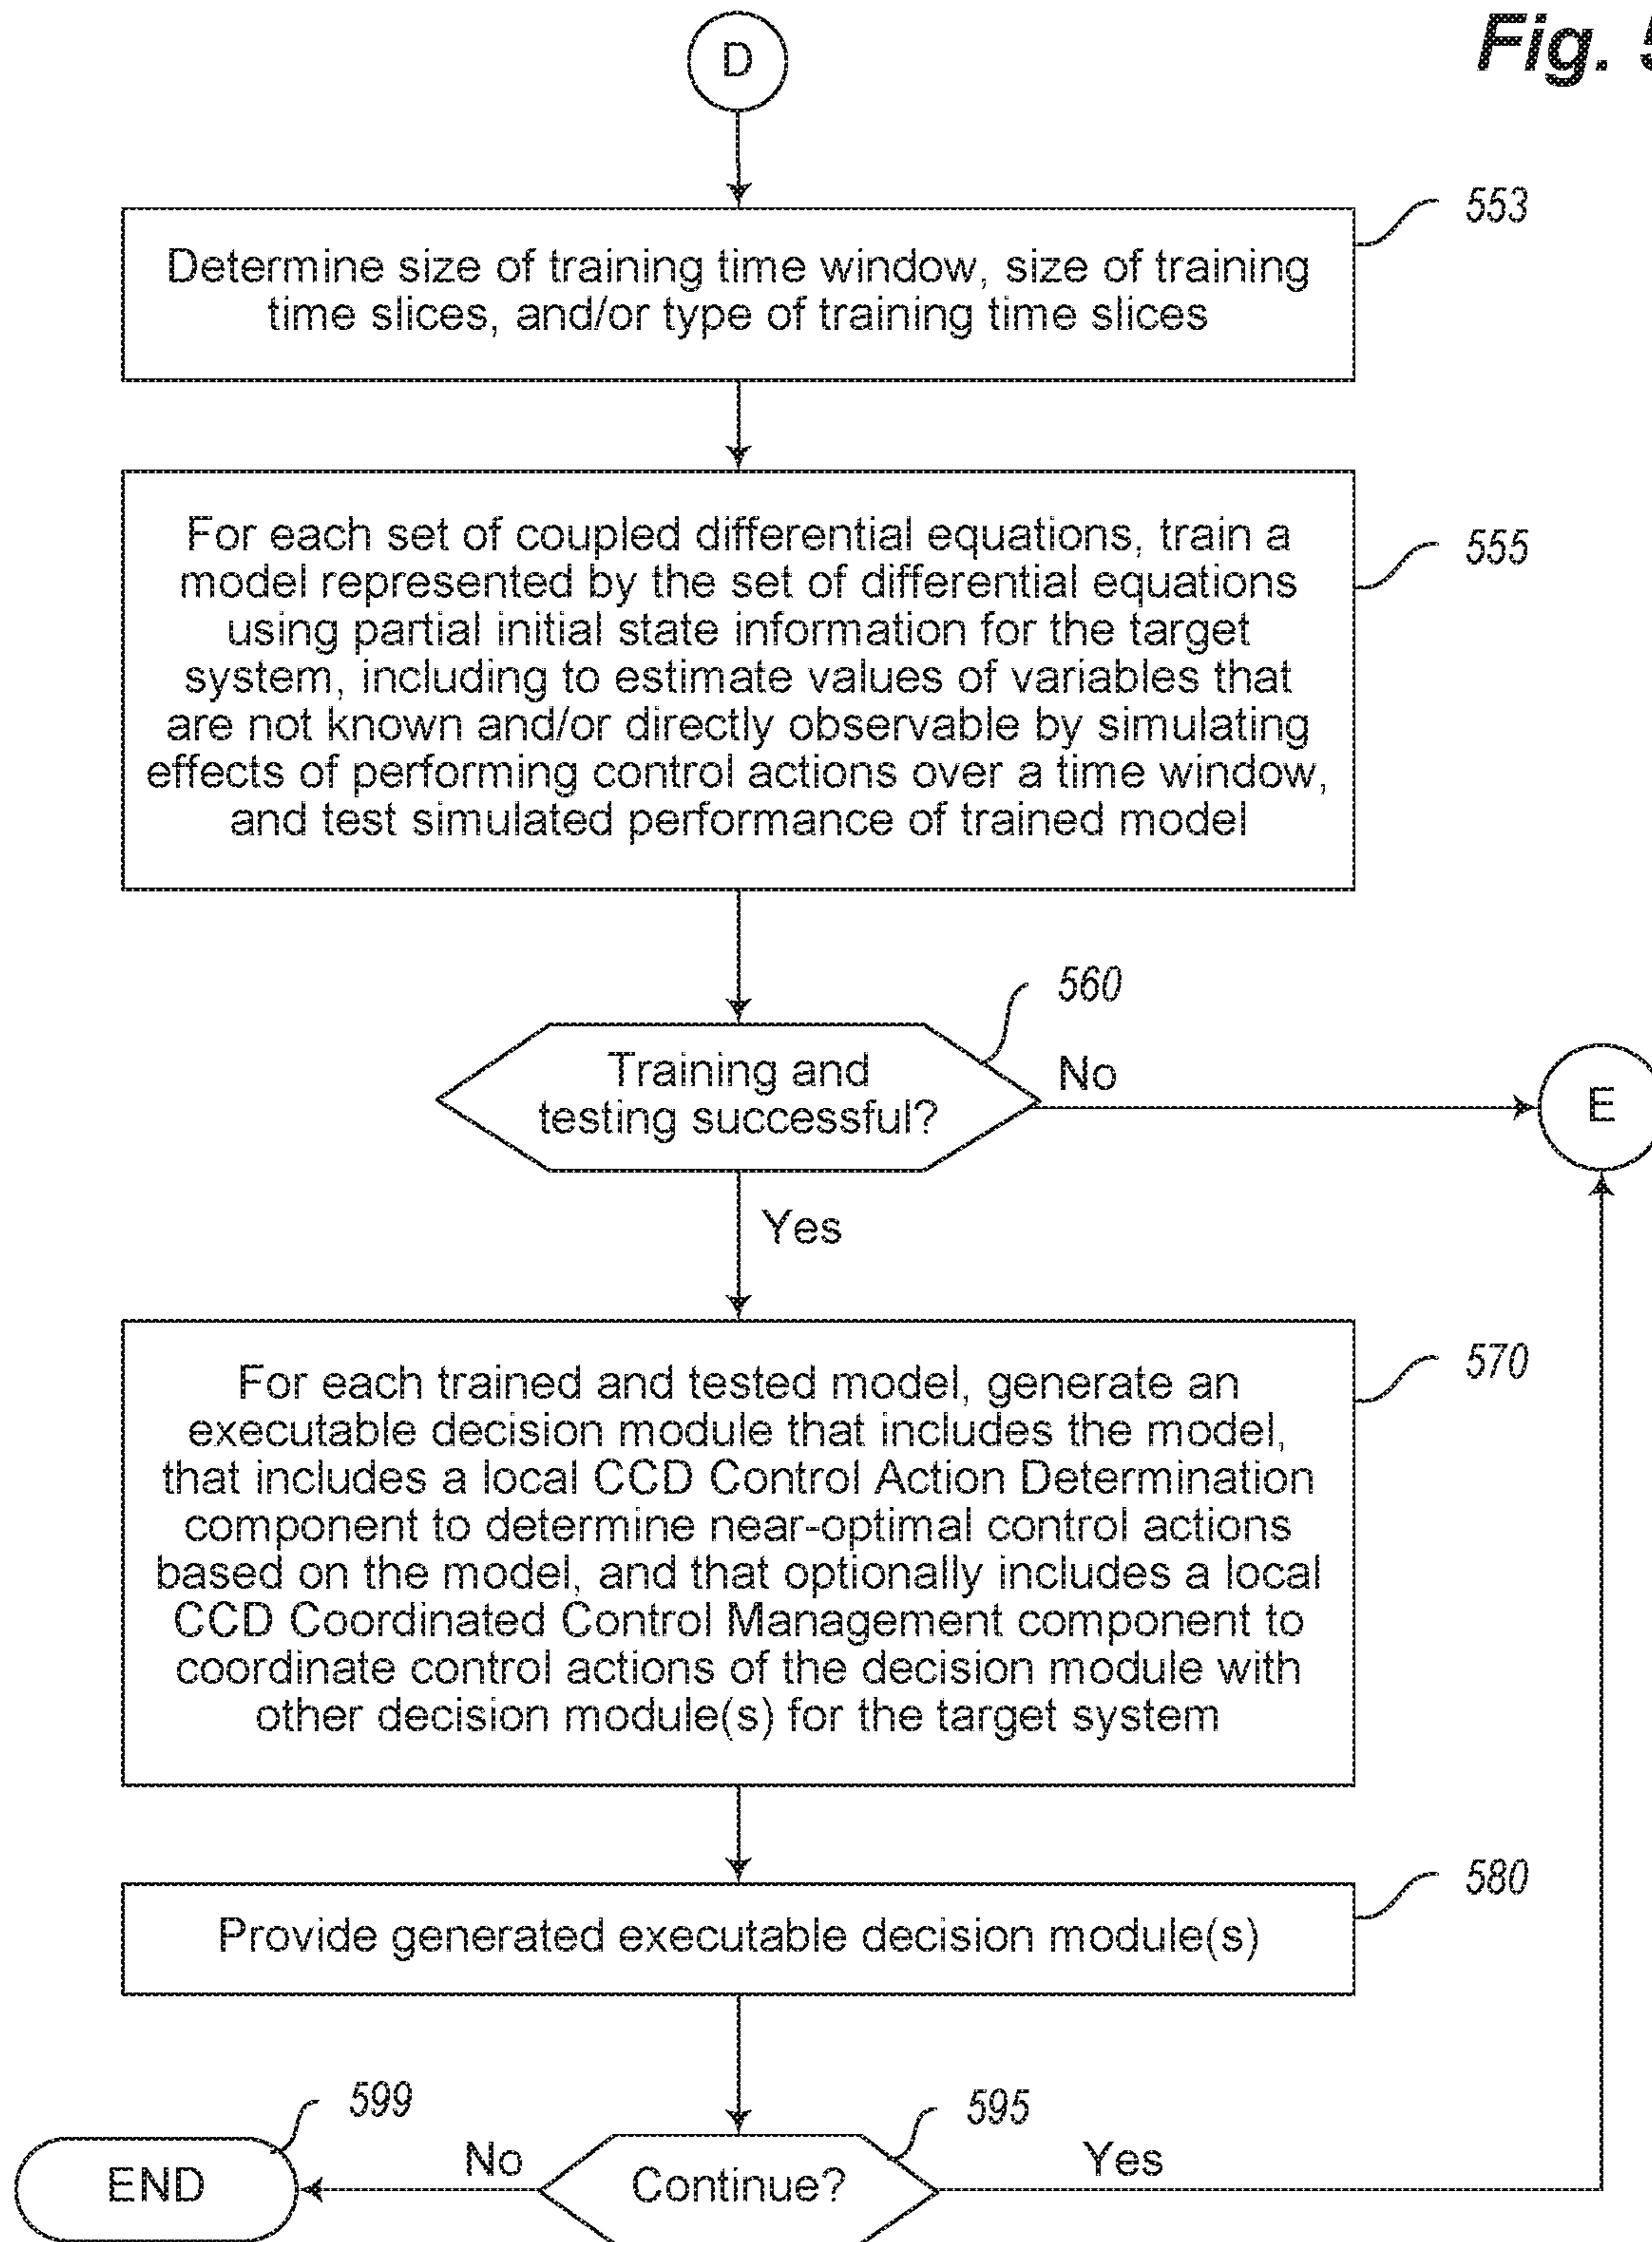 Fig. 5
D
553
Determine size of training time window, size of training
time slices, and/or type of training time slices
555
For each set of coupled differential equations, train a
model represented by the set of differential equations
using partial initial state information for the target
system, including to estimate values of variables that
are not known and/or directly observable by simulating
effects of performing control actions over a time window,
and test simulated performance of trained model
560
Training and
testing successful?
No
E
Yes
570
For each trained and tested model, generate an
executable decision module that includes the model,
that includes a local CCD Control Action Determination
component to determine near-optimal control actions
based on the model, and that optionally includes a local
CCD Coordinated Control Management component to
coordinate control actions of the decision module with
other decision module(s) for the target system
580
Provide generated executable decision module(s)
599
END
No
595
Continue?
Yes